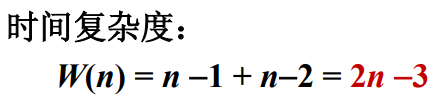 时间复杂度：
W(n) = n –1 + n–2 = 2n –3